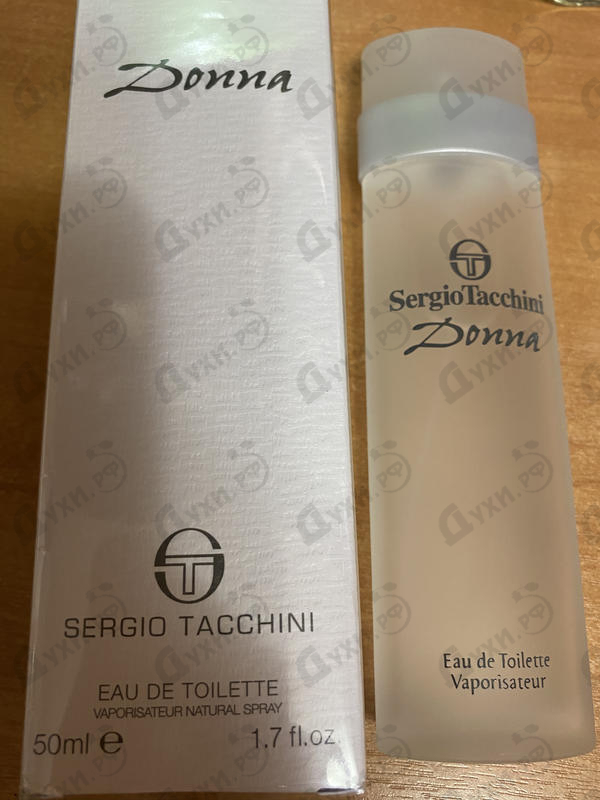 Donna
SERGIO TACCHINI
EAU DE TOILETTE
VAPORISATEUR NATURAL SPRAY
50ml e 1.7 fl.oz.
SergioTacchini
Donna
Eau de Toilette
Vaporisateur
Духи.рф